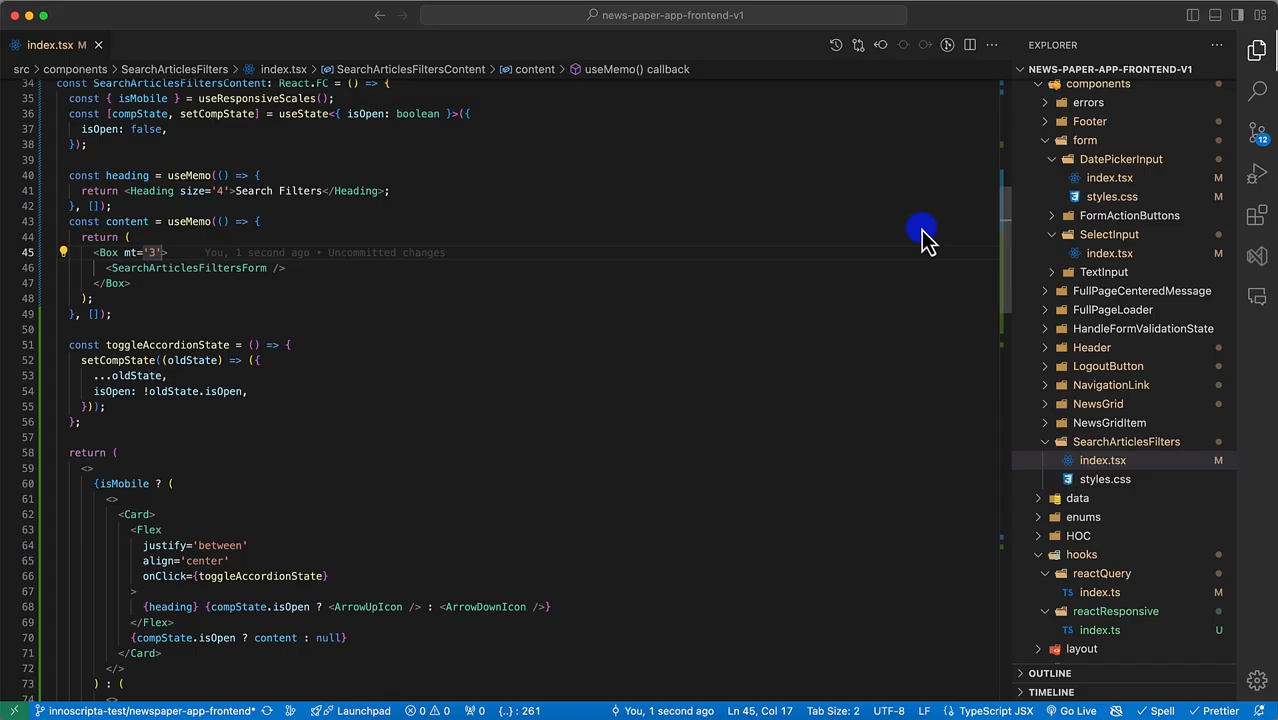 news-paper-app-frontend-v1
index.tsx M
EXPLORER
src > components > SearchArticlesFilters > index.tsx > SearchArticlesFiltersContent > content > useMemo() callback
34 const SearchArticlesFiltersContent: React.FC = () => {
35 const { isMobile } = useResponsiveScales();
36 const [compState, setCompState] = useState<{ isOpen: boolean }>({
37 isOpen: false,
38 });
39
40 const heading = useMemo(() => {
41 return <Heading size='4'>Search Filters</Heading>;
42 }, []);
43 const content = useMemo(() => {
44 return (
45 <Box mt='3'> You, 1 second ago • Uncommitted changes
46 <SearchArticlesFiltersForm />
47 </Box>
48 );
49 }, []);
50
51 const toggleAccordionState = () => {
52 setCompState((oldState) => ({
53 ...oldState,
54 isOpen: !oldState.isOpen,
55 }));
56 };
57
58 return (
59 <>
60 {isMobile ? (
61 <>
62 <Card>
63 <Flex
64 justify='between'
65 align='center'
66 onClick={toggleAccordionState}
67 >
68 {heading} {compState.isOpen ? <ArrowUpIcon /> : <ArrowDownIcon />}
69 </Flex>
70 {compState.isOpen ? content : null}
71 </Card>
72 </>
73 ) : (
74 <>
NEWS-PAPER-APP-FRONTEND-V1
components
errors
Footer
form
DatePickerInput
index.tsx M
styles.css M
FormActionButtons
SelectInput
index.tsx M
TextInput
FullPageCenteredMessage
FullPageLoader
HandleFormValidationState
Header
LogoutButton
NavigationLink
NewsGrid
NewsGridItem
SearchArticlesFilters
index.tsx M
styles.css
data
enums
HOC
hooks
reactQuery
TS index.ts M
reactResponsive
TS index.ts U
layout
OUTLINE
TIMELINE
12
innoscripta-test/newspaper-app-frontend* Launchpad 0 0 0 {..} : 261 You, 1 second ago Ln 45, Col 17 Tab Size: 2 UTF-8 LF {} TypeScript JSX Go Live Spell Prettier